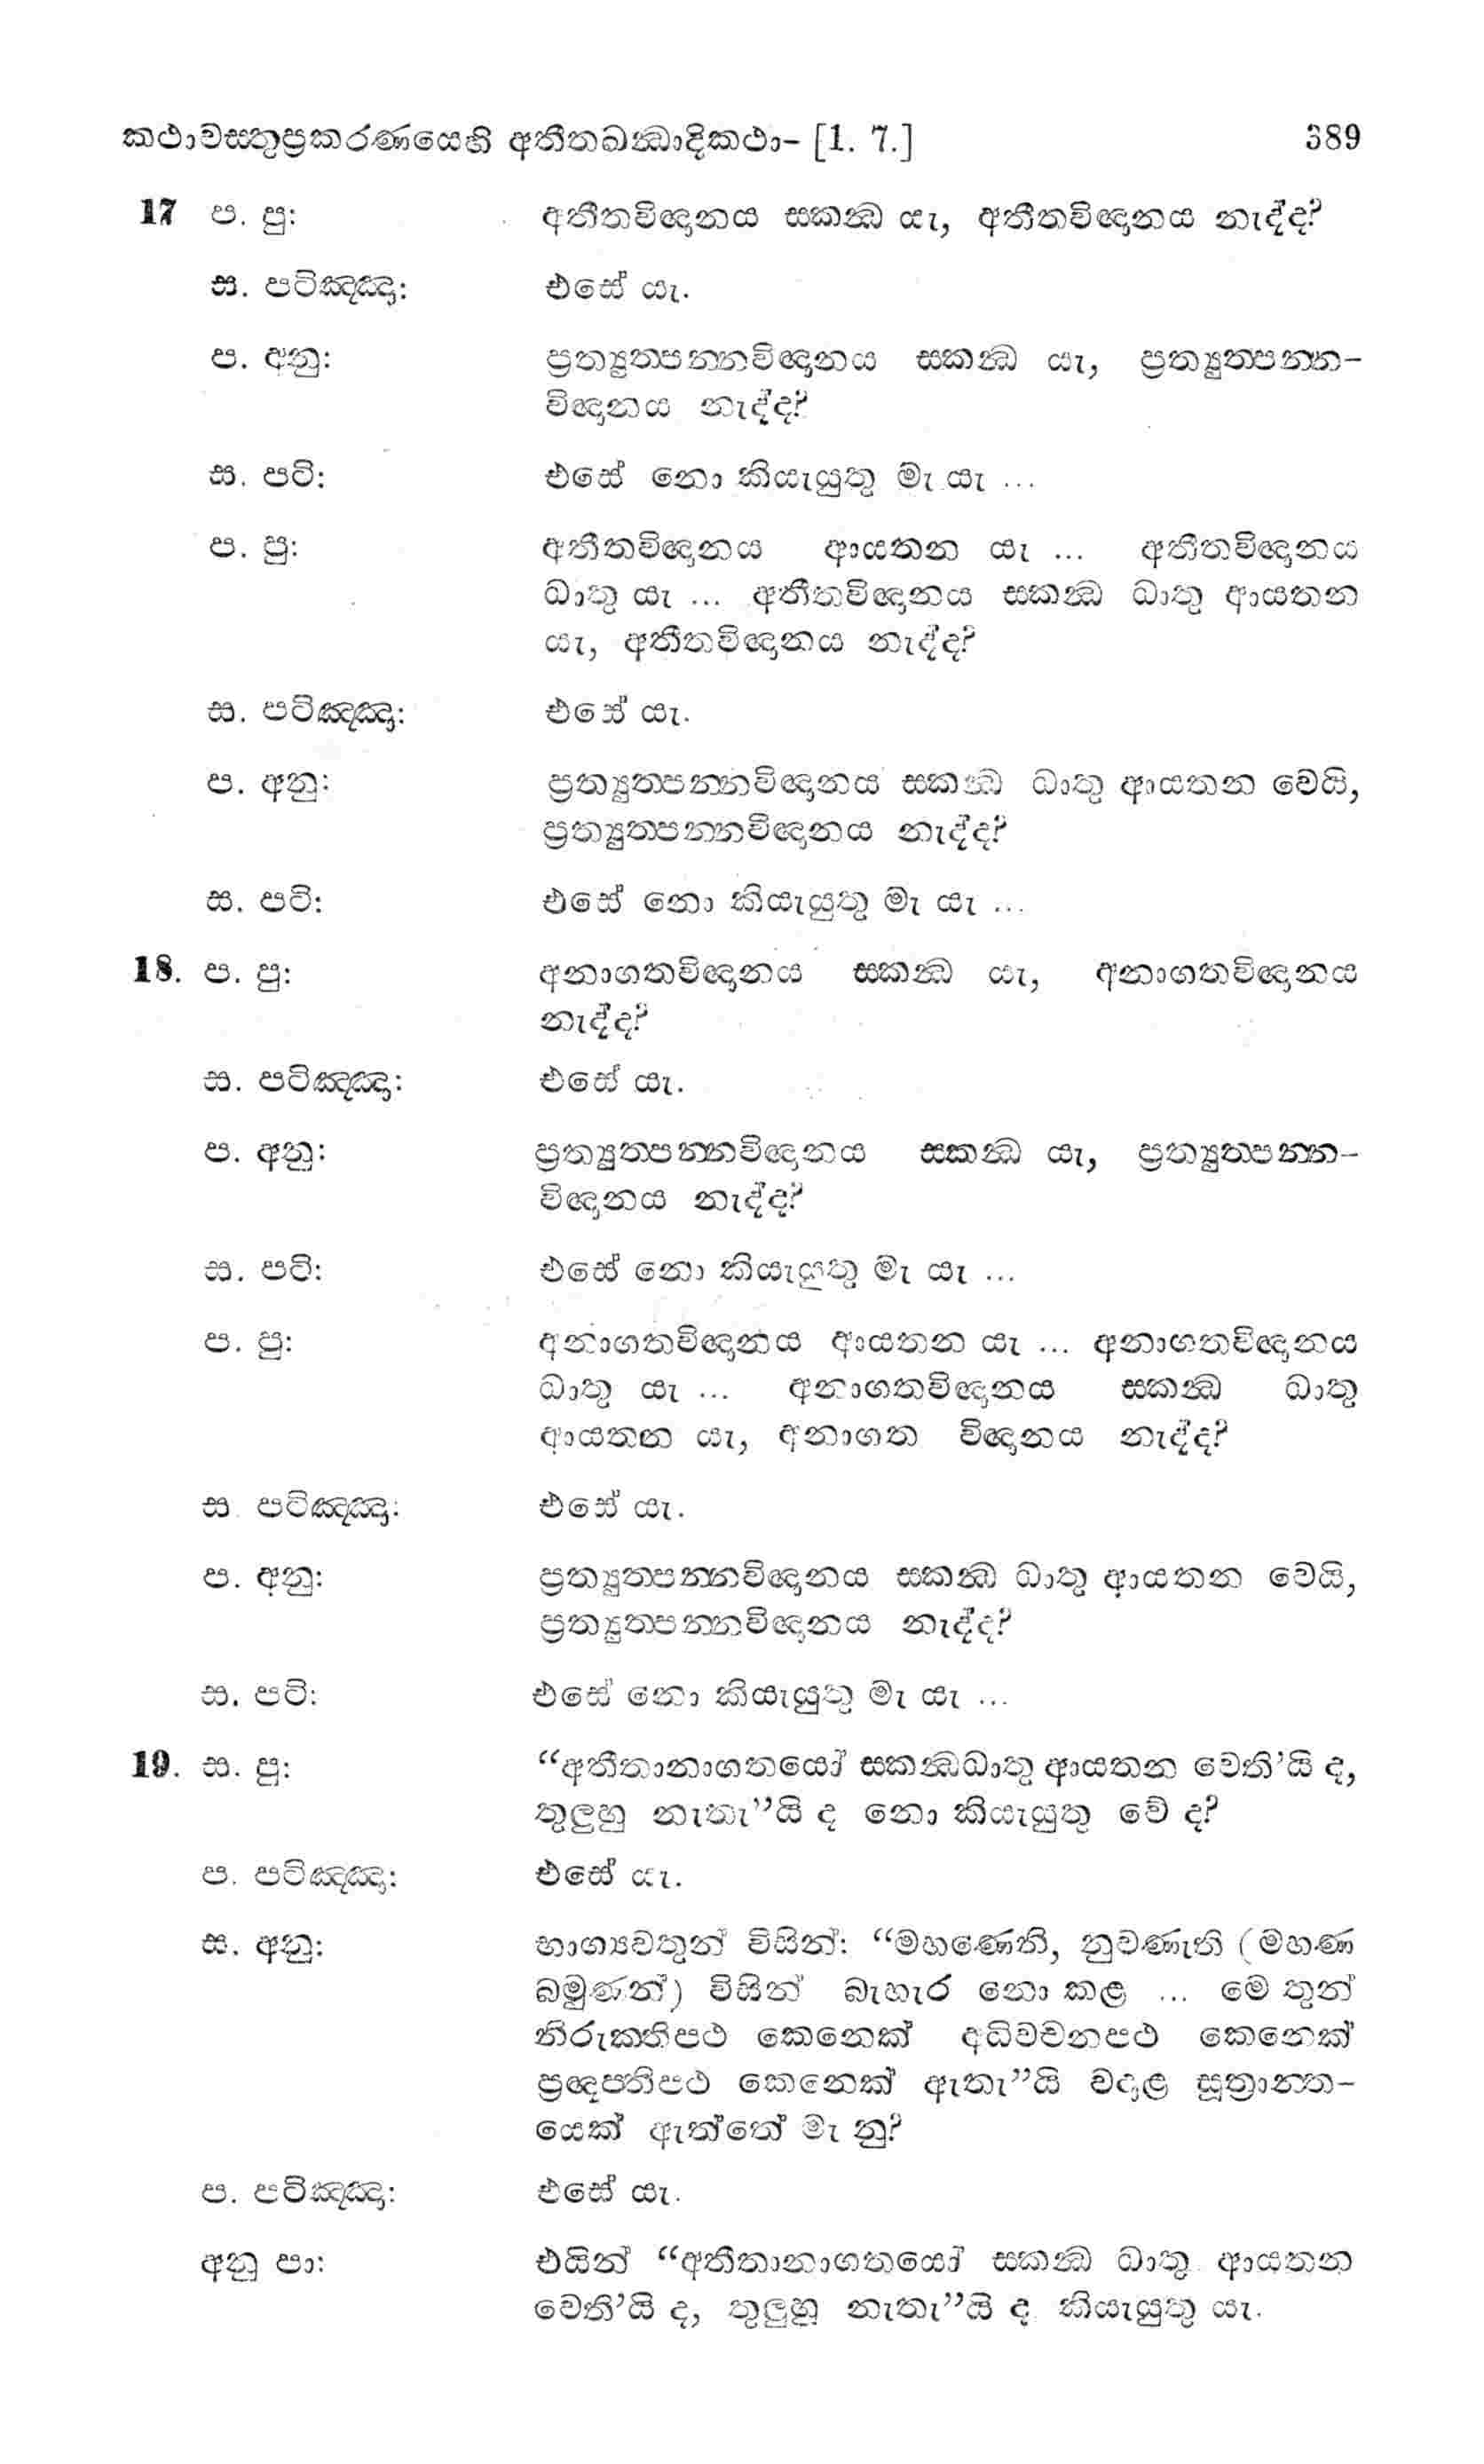 කථාවස‍්තුප්‍රකරණයෙහි අතීතඛන්‍ධාදිකථා- [1. 7.] 389
17 ප. පු: අතීතවිඥානය ස‍්කන්‍ධ යැ, අතීතවිඥානය නැද්ද?
ස. පටිඤ්ඤා: එසේ යැ.
ප. අනු: ප්‍රත්‍යුත‍්පන‍්නවිඥානය ස‍්කන්‍ධ යැ, ප්‍රත්‍යුත‍්පන‍්න-
විඥානය නැද්ද?
ස. පටි: එසේ නො කියැයුතු මැ යැ ...
ප. පු: අතීතවිඥානය ආයතන යැ ... අතීතවිඥානය
ධාතු යැ ... අතීතවිඥානය ස‍්කන්‍ධ ධාතු ආයතන
යැ, අතීතවිඥානය නැද්ද?
ස. පටිඤ්ඤා: එසේ යැ.
ප. අනු: ප්‍රත්‍යුත‍්පන‍්නවිඥානය ස‍්කන්‍ධ ධාතු ආයතන වෙයි,
ප්‍රත්‍යුත‍්පන‍්නවිඥානය නැද්ද?
ස. පටි: එසේ නො කියැයුතු මැ යැ ...
18. ප. පු: අනාගතවිඥානය ස‍්කන්‍ධ යැ, අනාගතවිඥානය
නැද්ද?
ස. පටිඤ්ඤා: එසේ යැ.
ප. අනු: ප්‍රත්‍යුත‍්පන‍්නවිඥානය ස‍්කන්‍ධ යැ, ප්‍රත්‍යුත‍්පන‍්න-
විඥානය නැද්ද?
ස. පටි: එසේ නො කියැයුතු මැ යැ ...
ප. පු: අනාගතවිඥානය ආයතන යැ ... අනාගතවිඥානය
ධාතු යැ ... අනාගතවිඥානය ස‍්කන්‍ධ ධාතු
ආයතන යැ, අනාගත විඥානය නැද්ද?
ස. පටිඤ්ඤා: එසේ යැ.
ප. අනු: ප්‍රත්‍යුත‍්පන‍්නවිඥානය ස‍්කන්‍ධ ධාතු ආයතන වෙයි,
ප්‍රත්‍යුත‍්පන‍්නවිඥානය නැද්ද?
ස. පටි: එසේ නො කියැයුතු මැ යැ ...
19. ස. පු: “අතීතානාගතයෝ ස‍්කන්‍ධධාතු ආයතන වෙති’යි ද,
තුලුහු නැතැ”යි ද නො කියැයුතු වේ ද?
ප. පටිඤ්ඤා: එසේ යැ.
ස. අනු: භාග්‍යවතුන් විසින්: “මහණෙනි, නුවණැති (මහණ
බමුණන්) විසින් බැහැර නො කළ ... මෙ තුන්
නිරුක‍්තිපථ කෙනෙක් අධිවචනපථ කෙනෙක්
ප්‍රඥප‍්තිපථ කෙනෙක් ඇතැ”යි වදාළ සූත්‍රාන‍්ත-
යෙක් ඇත්තේ මැ නු?
ප. පටිඤ්ඤා: එසේ යැ.
අනු පා: එයින් “අතීතානාගතයෝ ස‍්කන්‍ධ ධාතු ආයතන
වෙති’යි ද, තුලුහු නැතැ”යි ද කියැයුතු යැ.